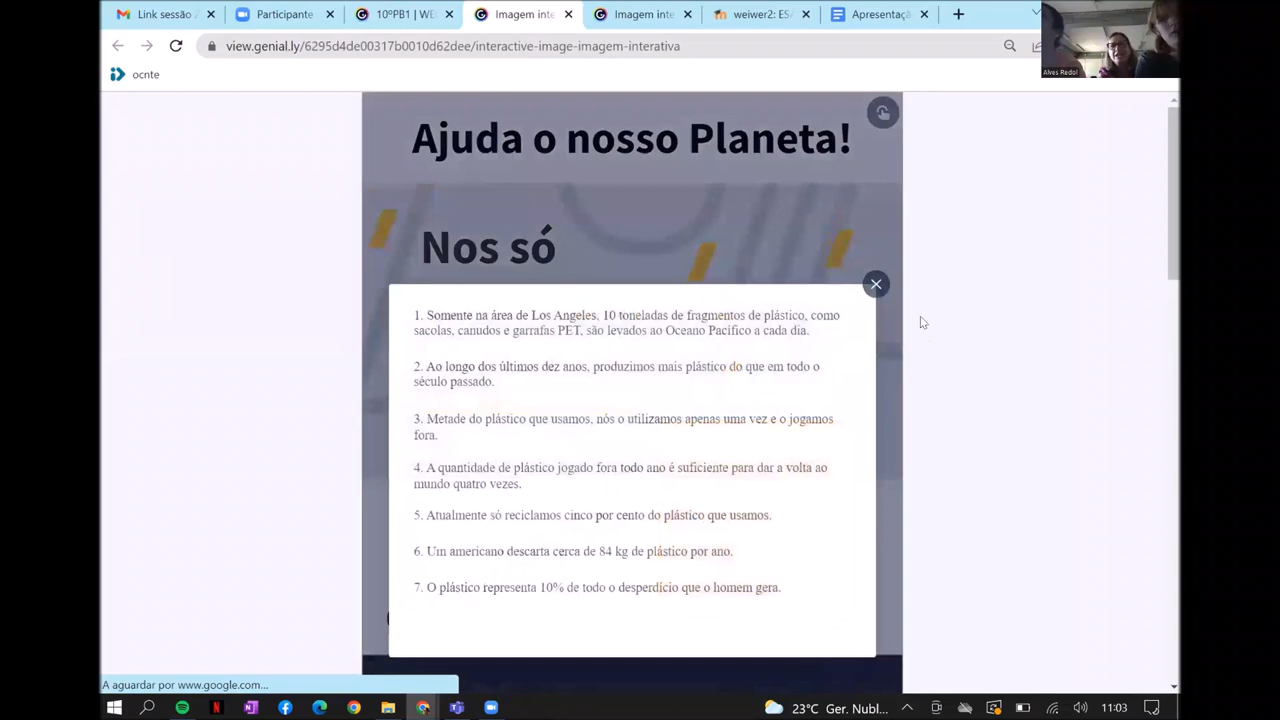 Link sessão
Participante
10ºPB1 | WE
Imagem inte
Imagem inte
weiwer2: ES
Apresentaçã
view.genial.ly/6295d4de00317b0010d62dee/interactive-image-imagem-interativa
ocnte
Alves Redol
Ajuda o nosso Planeta!
Nos só
1. Somente na área de Los Angeles, 10 toneladas de fragmentos de plástico, como
sacolas, canudos e garrafas PET, são levados ao Oceano Pacífico a cada dia.
2. Ao longo dos últimos dez anos, produzimos mais plástico do que em todo o
século passado.
3. Metade do plástico que usamos, nós o utilizamos apenas uma vez e o jogamos
fora.
4. A quantidade de plástico jogado fora todo ano é suficiente para dar a volta ao
mundo quatro vezes.
5. Atualmente só reciclamos cinco por cento do plástico que usamos.
6. Um americano descarta cerca de 84 kg de plástico por ano.
7. O plástico representa 10% de todo o desperdício que o homem gera.
A aguardar por www.google.com...
23°C Ger. Nubl...
11:03